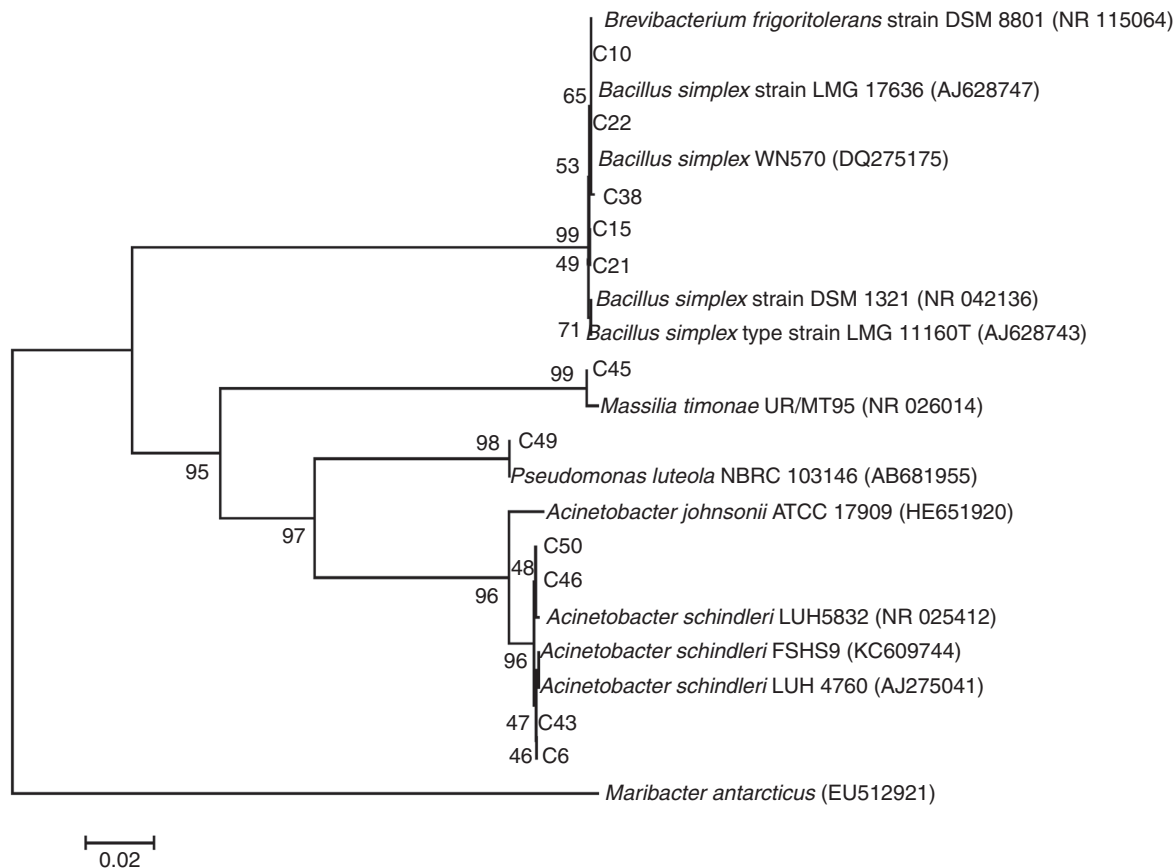 Brevibacterium frigoritolerans strain DSM 8801 (NR 115064)
C10
65
Bacillus simplex strain LMG 17636 (AJ628747)
C22
53
Bacillus simplex WN570 (DQ275175)
C38
99
C15
49
C21
Bacillus simplex strain DSM 1321 (NR 042136)
71
Bacillus simplex type strain LMG 11160T (AJ628743)
99
C45
Massilia timonae UR/MT95 (NR 026014)
98
C49
95
Pseudomonas luteola NBRC 103146 (AB681955)
Acinetobacter johnsonii ATCC 17909 (HE651920)
97
C50
48
C46
96
Acinetobacter schindleri LUH5832 (NR 025412)
96
Acinetobacter schindleri FSHS9 (KC609744)
Acinetobacter schindleri LUH 4760 (AJ275041)
47
C43
46
C6
Maribacter antarcticus (EU512921)
0.02